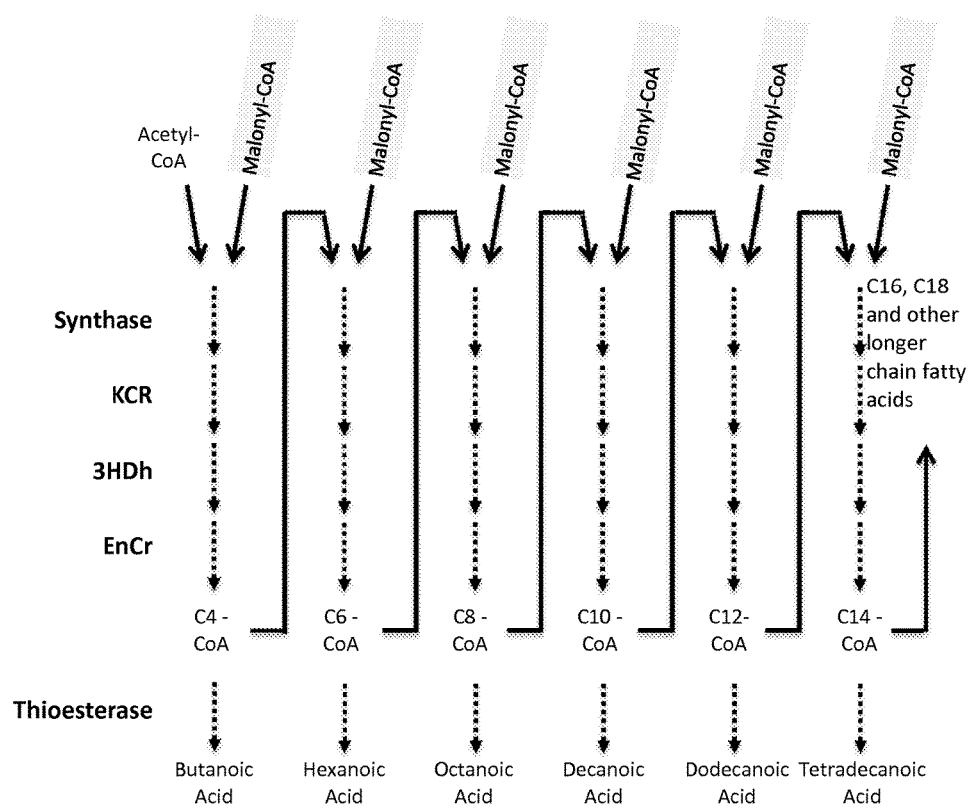 Malonyl-CoA
Malonyl-CoA
Malonyl-CoA
Malonyl-CoA
Malonyl-CoA
Malonyl-CoA
Acetyl-
CoA
C16, C18
and other
longer
chain fatty
acids
Synthase
KCR
3HDh
EnCr
C4 -
CoA
C6 -
CoA
C8 -
CoA
C10 -
CoA
C12-
CoA
C14 -
CoA
Thioesterase
Butanoic
Acid
Hexanoic
Acid
Octanoic
Acid
Decanoic
Acid
Dodecanoic
Acid
Tetradecanoic
Acid